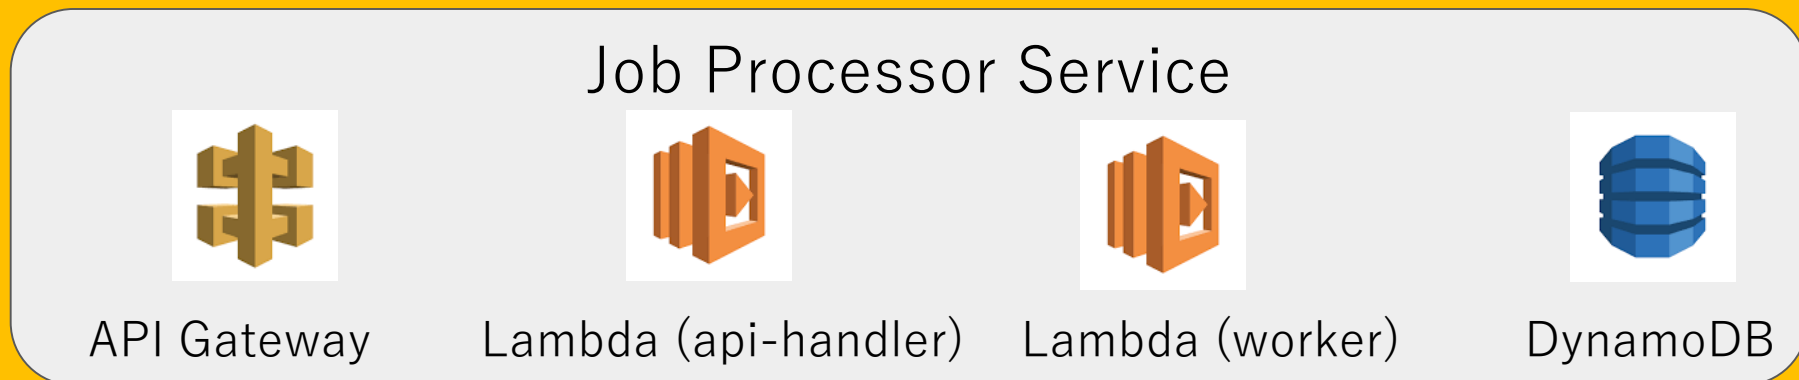 Job Processor Service
API Gateway
Lambda (api-handler)
Lambda (worker)
DynamoDB